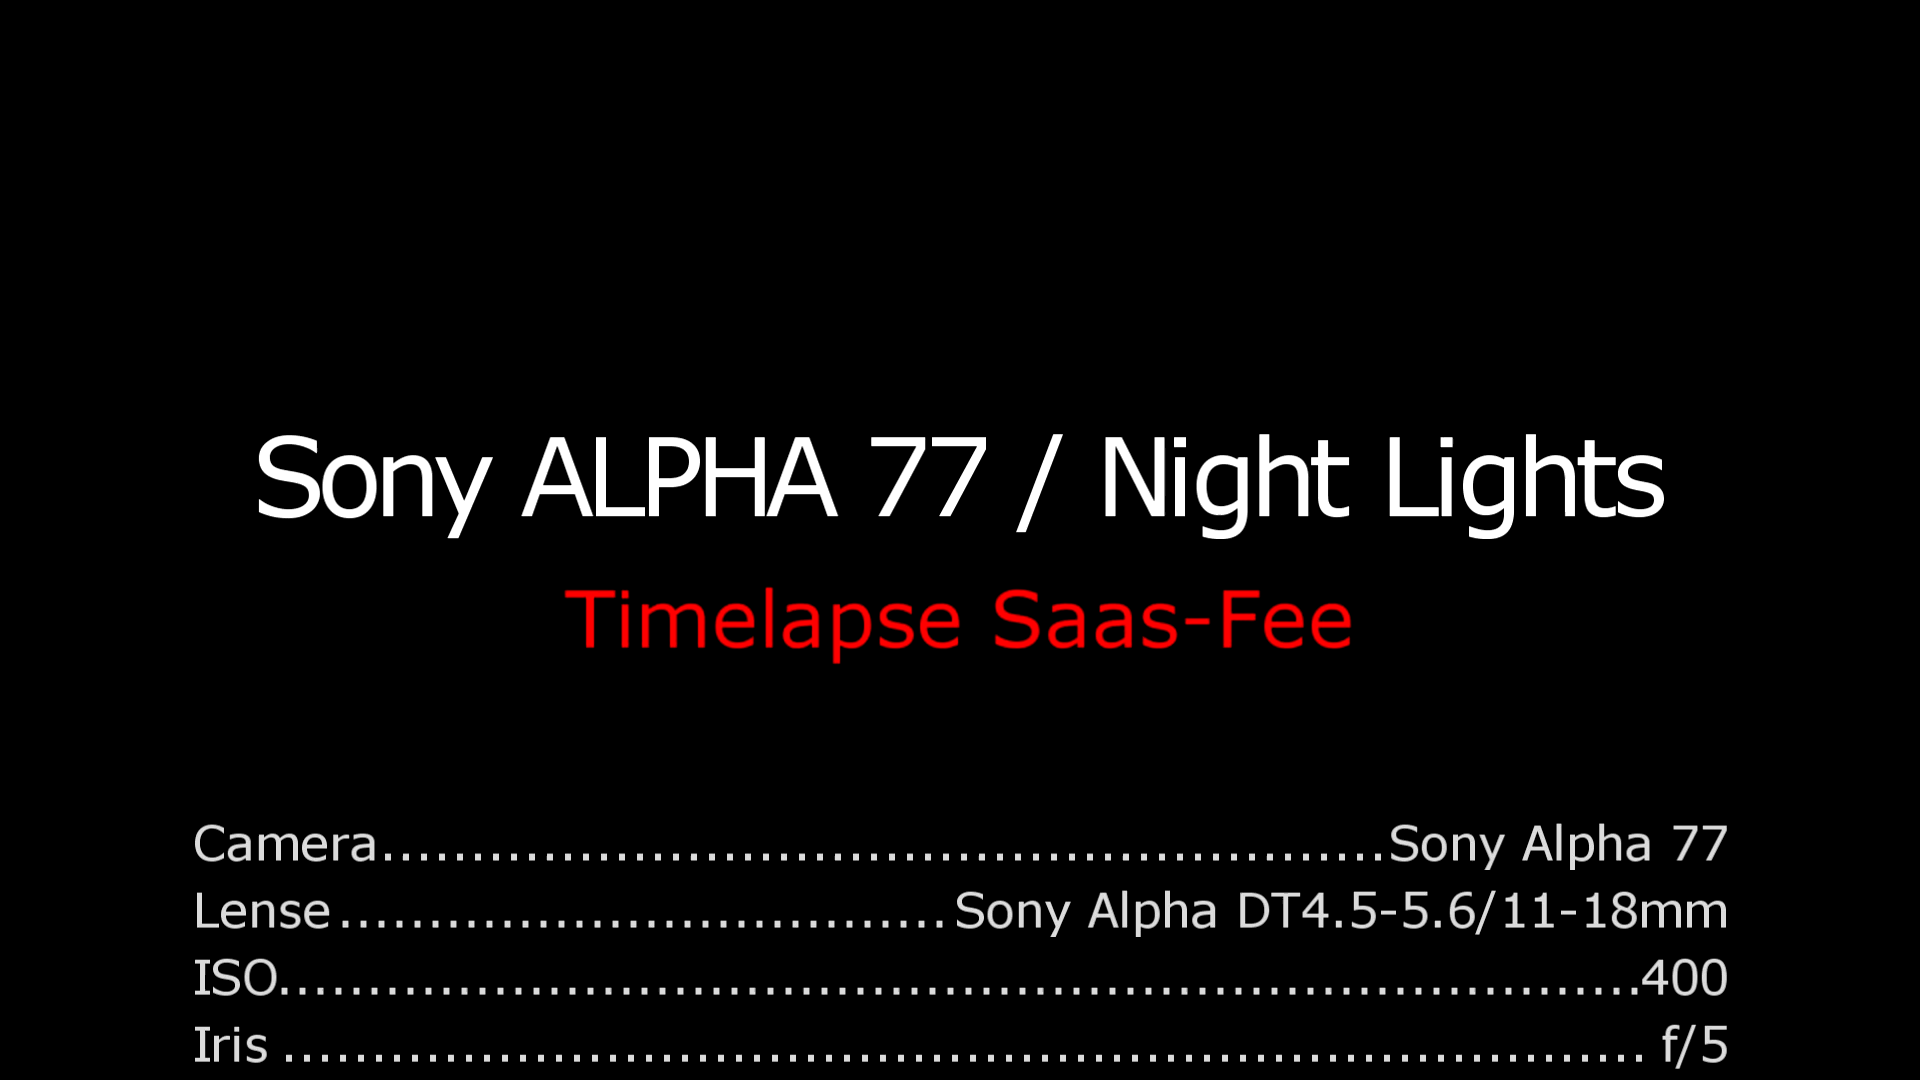 Sony ALPHA 77 / Night Lights
Timelapse Saas-Fee
Camera........................................................Sony Alpha 77
Lense..................................Sony Alpha DT4.5-5.6/11-18mm
ISO............................................................................400
Iris ............................................................................ f/5